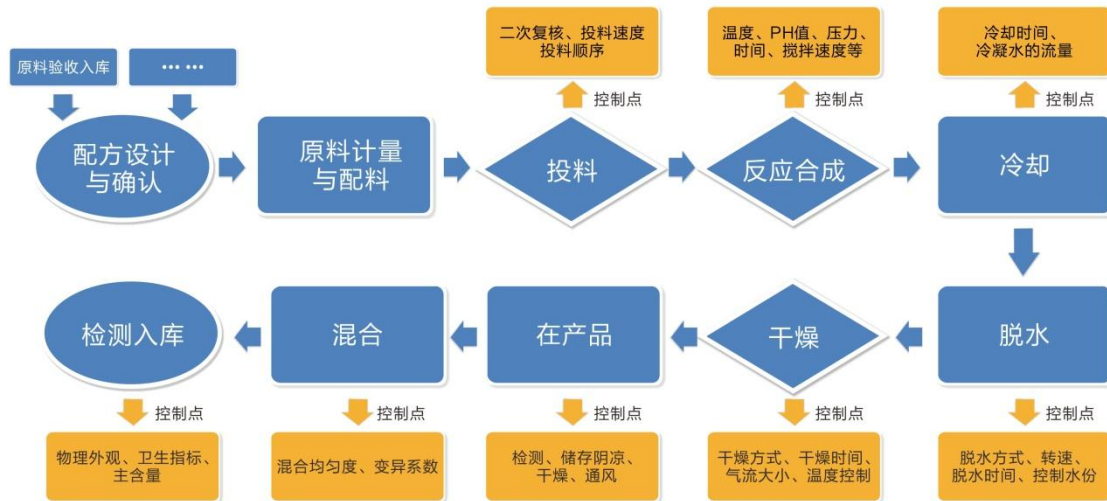 二次复核、投料速度
投料顺序
温度、PH值、压力、
时间、搅拌速度等
冷却时间、
冷凝水的流量
原料验收入库
… …
控制点
控制点
控制点
配方设计
与确认
原料计量
与配料
投料
反应合成
冷却
检测入库
混合
在产品
干燥
脱水
控制点
控制点
控制点
控制点
控制点
物理外观、卫生指标、
主含量
混合均匀度、变异系数
检测、储存阴凉、
干燥、通风
干燥方式、干燥时间、
气流大小、温度控制
脱水方式、转速、
脱水时间、控制水份